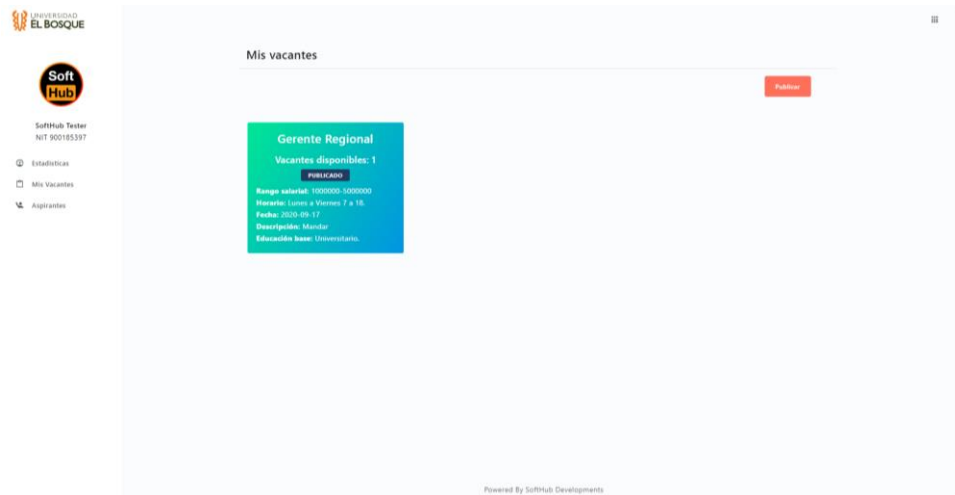 UNIVERSIDAD
EL BOSQUE
Soft
Hub
SoftHub Tester
NIT 900185397
Estadisticas
Mis Vacantes
Aspirantes
Mis vacantes
Publicar
Gerente Regional
Vacantes disponibles: 1
PUBLICADO
Rango salarial: 1000000-5000000
Horario: Lunes a Viernes 7 a 18.
Fecha: 2020-09-17
Descripción: Mandar
Educación base: Universitario.
Powered By SoftHub Developments